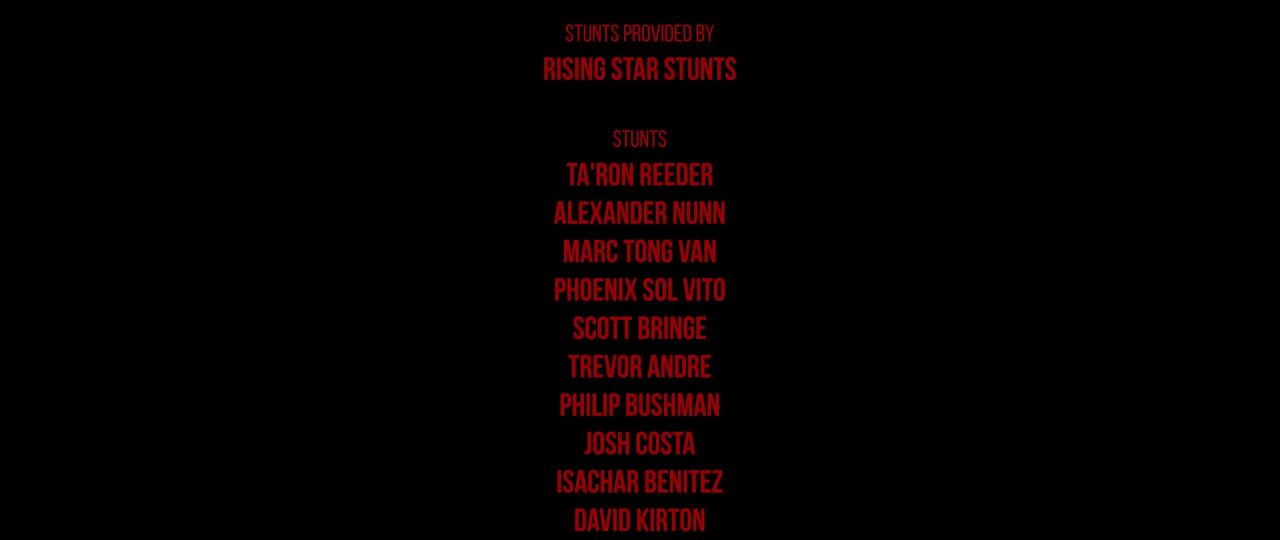 STUNTS PROVIDED BY
RISING STAR STUNTS
STUNTS
TA'RON REEDER
ALEXANDER NUNN
MARC TONG VAN
PHOENIX SOL VITO
SCOTT BRINGE
TREVOR ANDRE
PHILIP BUSHMAN
JOSH COSTA
ISACHAR BENITEZ
DAVID KIRTON